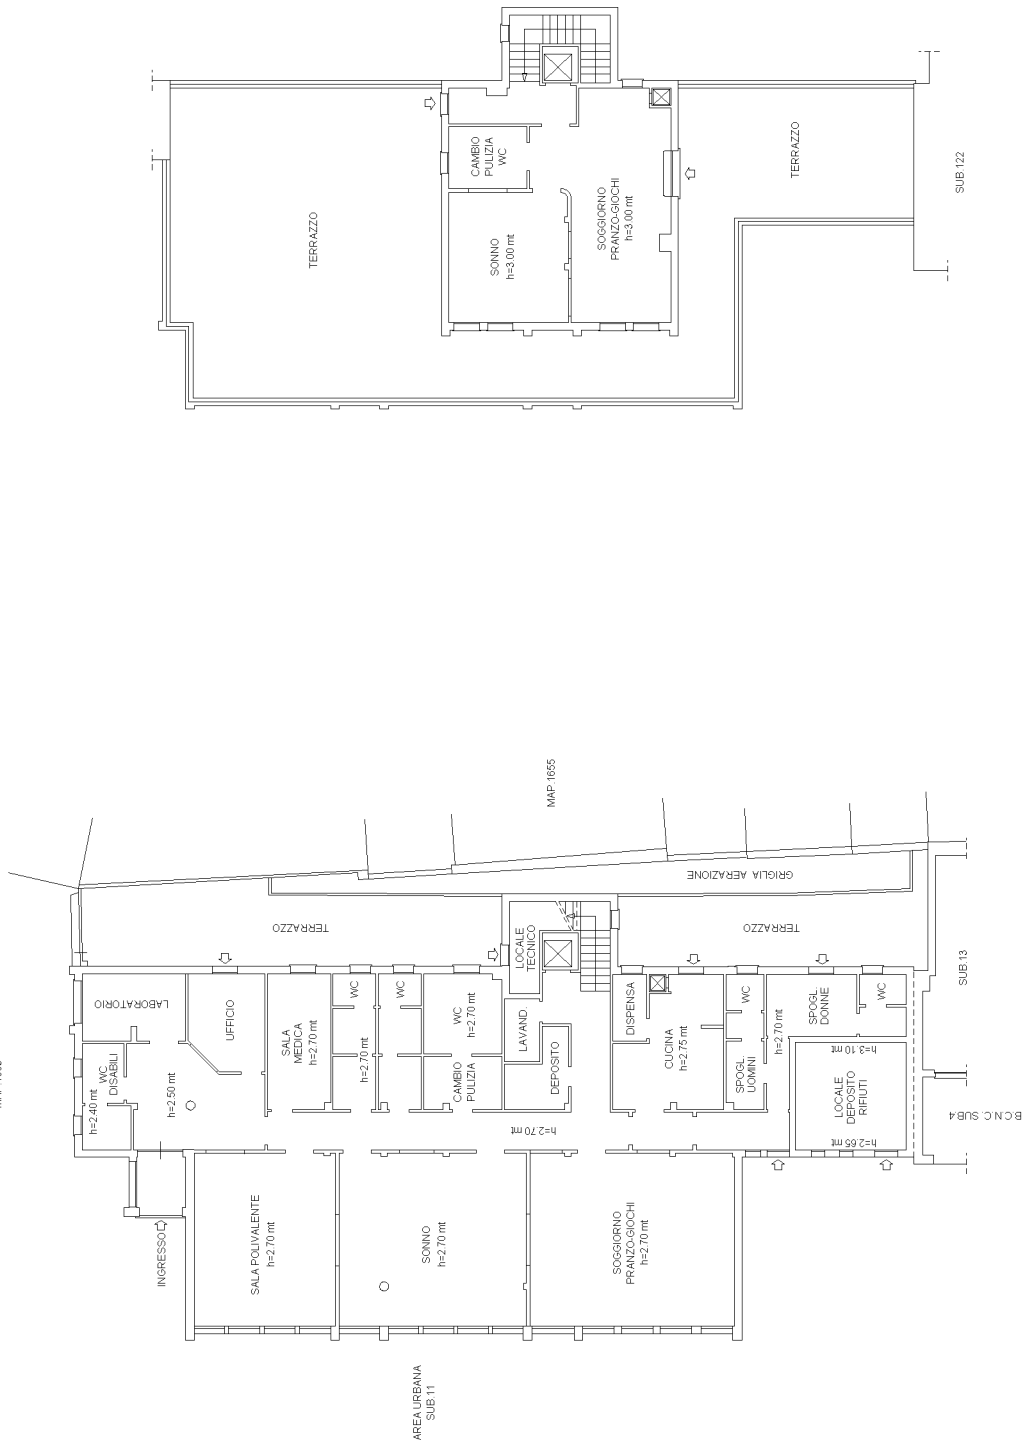 TERRAZZO
CAMBIO
PULIZIA
WC
SONNO
h=3.00 mt
SOGGIORNO
PRANZO-GIOCHI
h=3.00 mt
TERRAZZO
SUB.122
MAP.1655
GRIGLIA AERAZIONE
TERRAZZO
TERRAZZO
LOCALE
TECNICO
SUB.13
LABORATORIO
UFFICIO
SALA
MEDICA
h=2.70 mt
WC
h=2.70 mt
WC
WC
h=2.70 mt
CAMBIO
PULIZIA
LAVAND.
DEPOSITO
DISPENSA
CUCINA
h=2.75 mt
WC
SPOGL.
UOMINI
h=2.70 mt
SPOGL.
DONNE
WC
h=3.10 mt
LOCALE
DEPOSITO
RIFIUTI
h=2.65 mt
B.C.N.C. SUB.4
WC
DISABILI
h=2.40 mt
h=2.50 mt
h=2.70 mt
INGRESSO
SALA POLIVALENTE
h=2.70 mt
SONNO
h=2.70 mt
SOGGIORNO
PRANZO-GIOCHI
h=2.70 mt
AREA URBANA
SUB.11